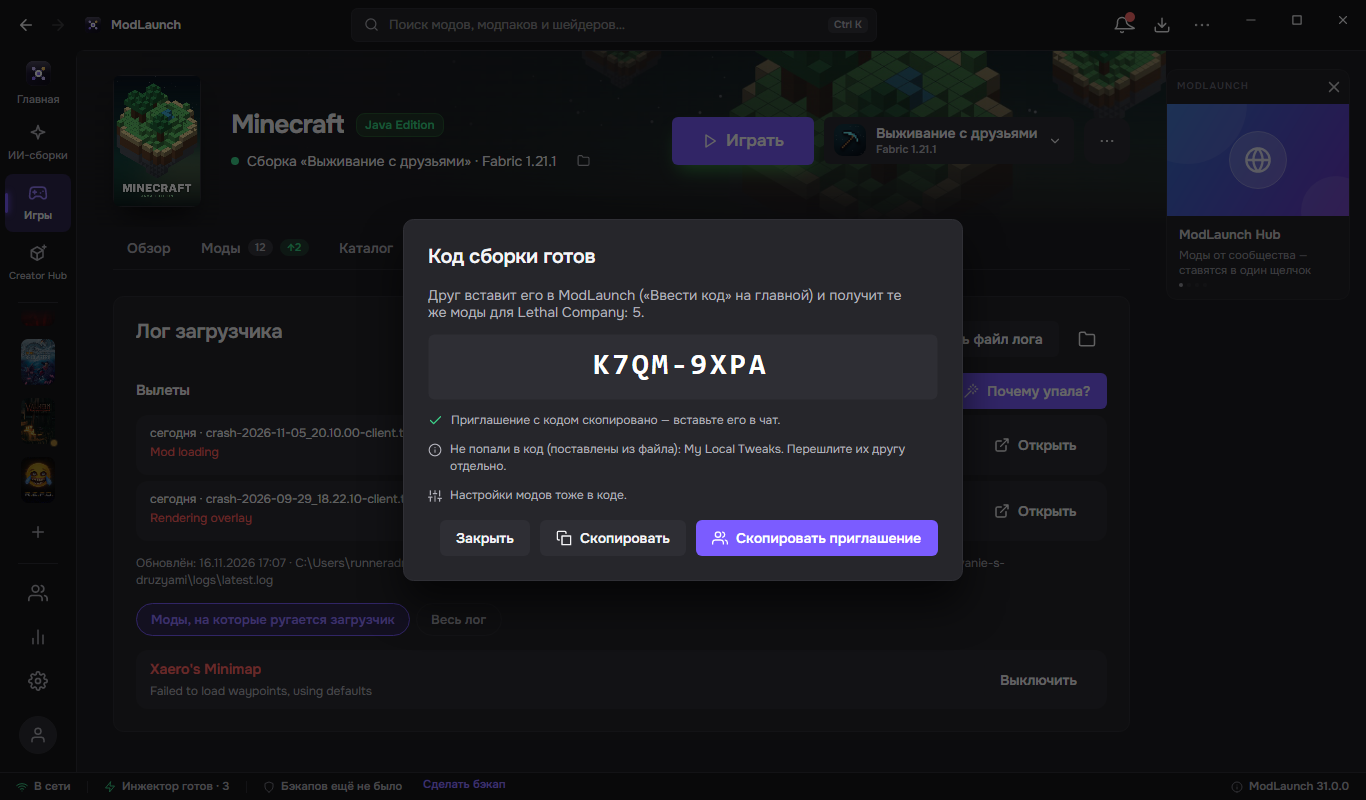 ModLaunch
Поиск модов, модпаков и шейдеров...
Ctrl K
Главная
ИИ-сборки
Игры
Creator Hub
MINECRAFT
Minecraft
Java Edition
Сборка «Выживание с друзьями» · Fabric 1.21.1
Играть
Выживание с друзьями
Fabric 1.21.1
MODLAUNCH
ModLaunch Hub
Моды от сообщества —
ставятся в один щелчок
Обзор
Моды 12 ↑2
Каталог
Лог загрузчика
ь файл лога
Вылеты
Почему упала?
сегодня · crash-2026-11-05_20.10.00-client.t
Mod loading
Открыть
сегодня · crash-2026-09-29_18.22.10-client.t
Rendering overlay
Открыть
Обновлён: 16.11.2026 17:07 · C:\Users\runneradr
vanie-s-
druzyami\logs\latest.log
Моды, на которые ругается загрузчик
Весь лог
Xaero's Minimap
Failed to load waypoints, using defaults
Выключить
Код сборки готов
Друг вставит его в ModLaunch («Ввести код» на главной) и получит те
же моды для Lethal Company: 5.
K7QM-9XPA
Приглашение с кодом скопировано — вставьте его в чат.
Не попали в код (поставлены из файла): My Local Tweaks. Перешлите их другу
отдельно.
Настройки модов тоже в коде.
Закрыть
Скопировать
Скопировать приглашение
R.E.P.O.
В сети
Инжектор готов · 3
Бэкапов ещё не было
Сделать бэкап
ModLaunch 31.0.0